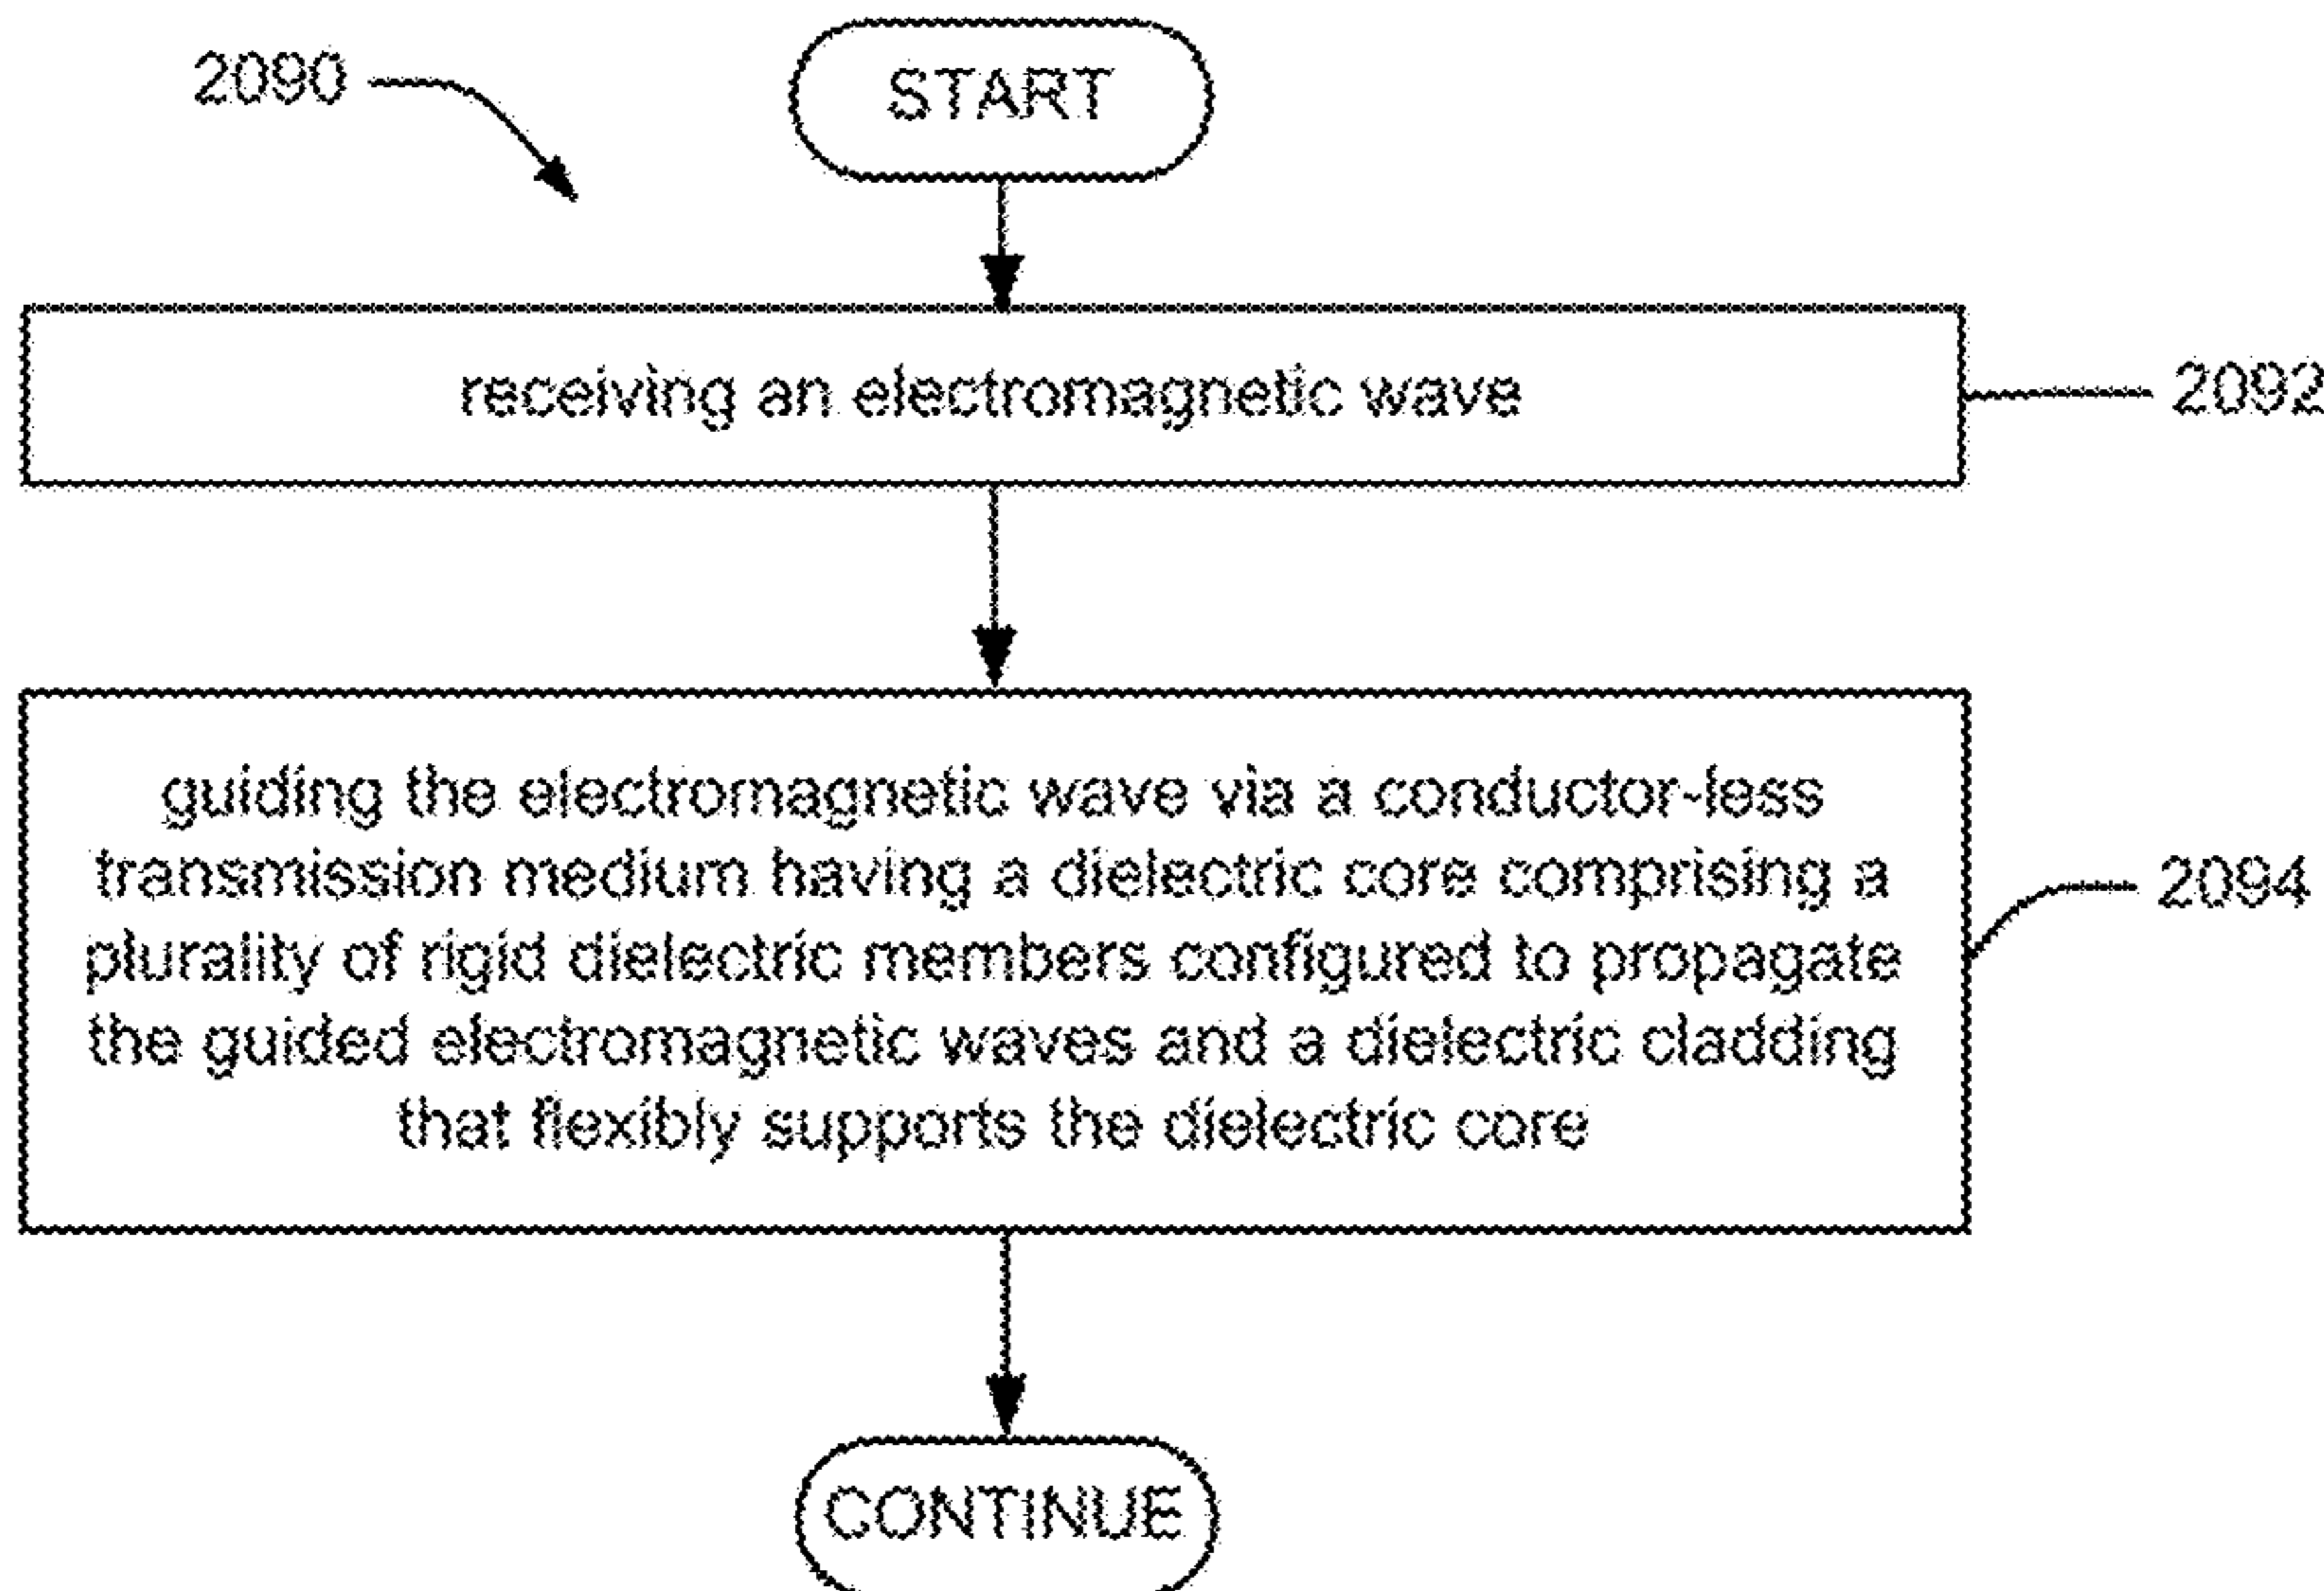 2090
START
receiving an electromagnetic wave
2092
guiding the electromagnetic wave via a conductor-less
transmission medium having a dielectric core comprising a
plurality of rigid dielectric members configured to propagate
the guided electromagnetic waves and a dielectric cladding
that flexibly supports the dielectric core
2094
CONTINUE